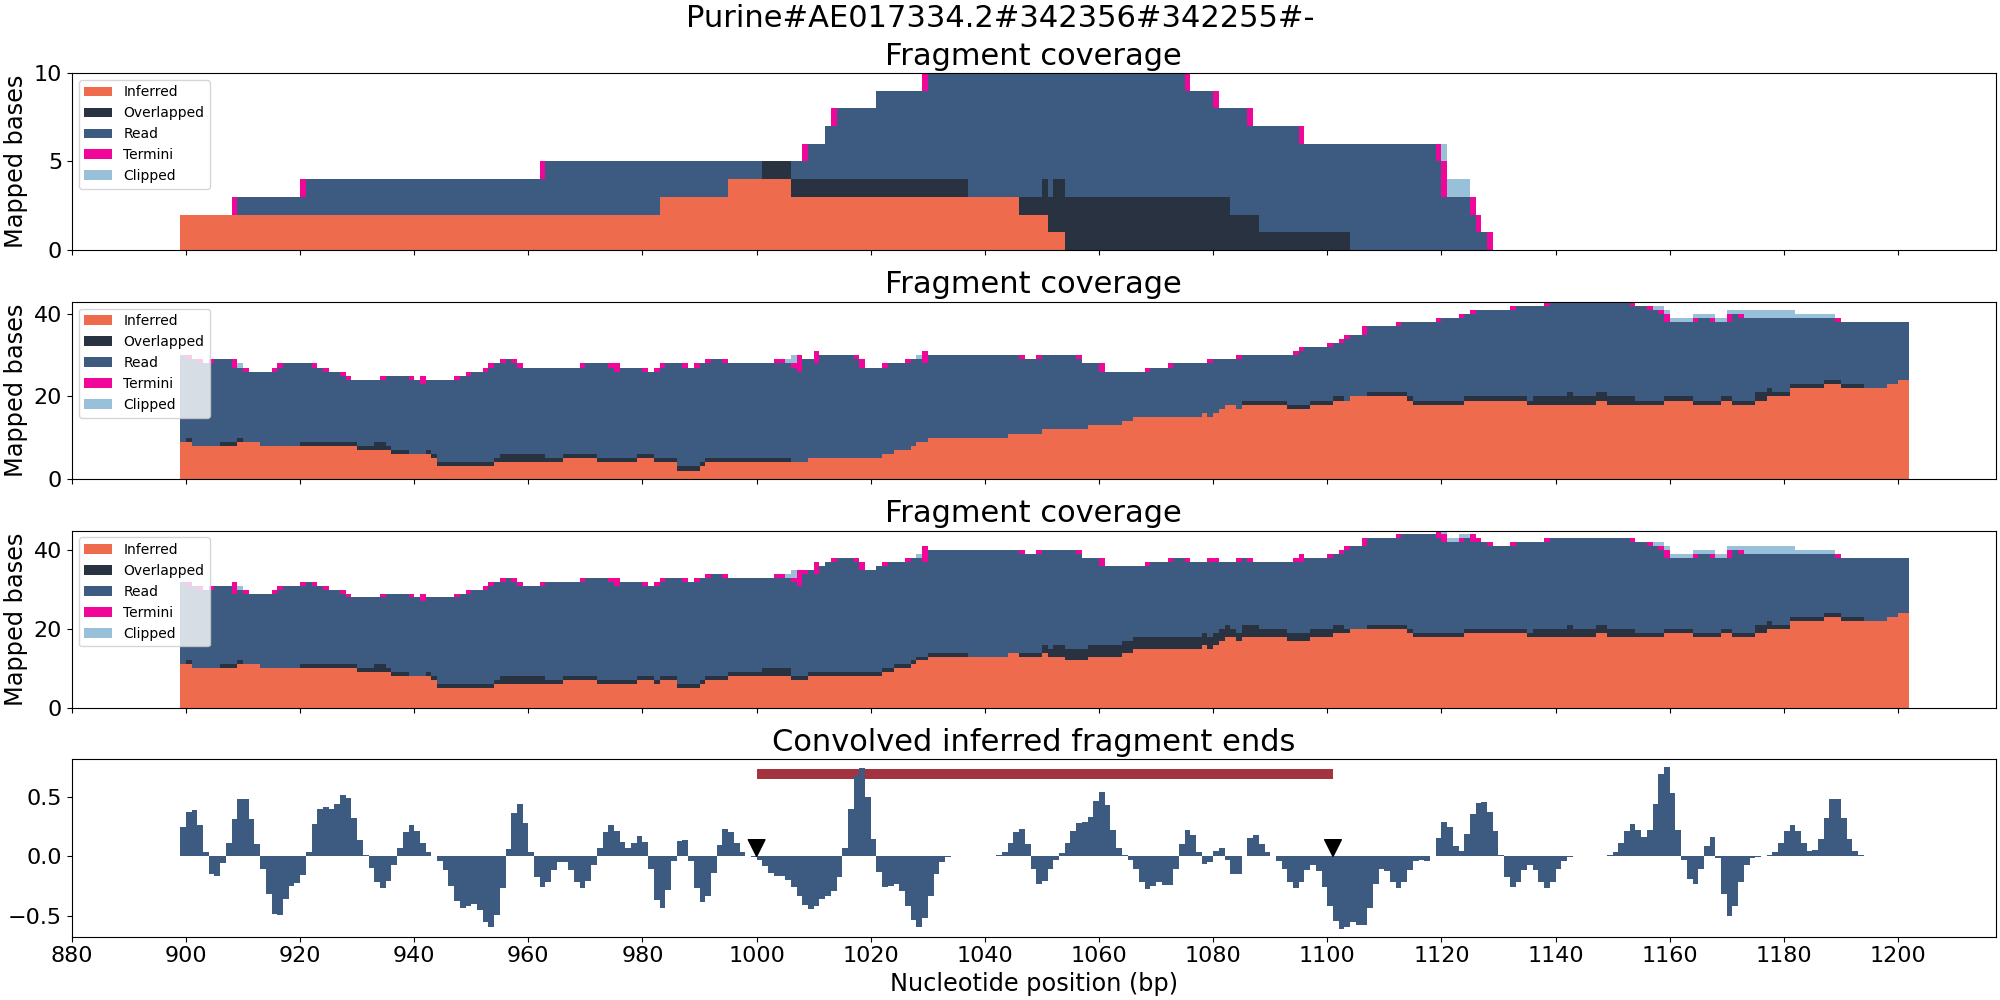 Purine#AE017334.2#342356#342255#-
Fragment coverage
Mapped bases
10
5
0
Inferred
Overlapped
Read
Termini
Clipped
Fragment coverage
Mapped bases
40
20
0
Inferred
Overlapped
Read
Termini
Clipped
Fragment coverage
Mapped bases
40
20
0
Inferred
Overlapped
Read
Termini
Clipped
Convolved inferred fragment ends
0.5
0.0
−0.5
880 900 920 940 960 980 1000 1020 1040 1060 1080 1100 1120 1140 1160 1180 1200
Nucleotide position (bp)